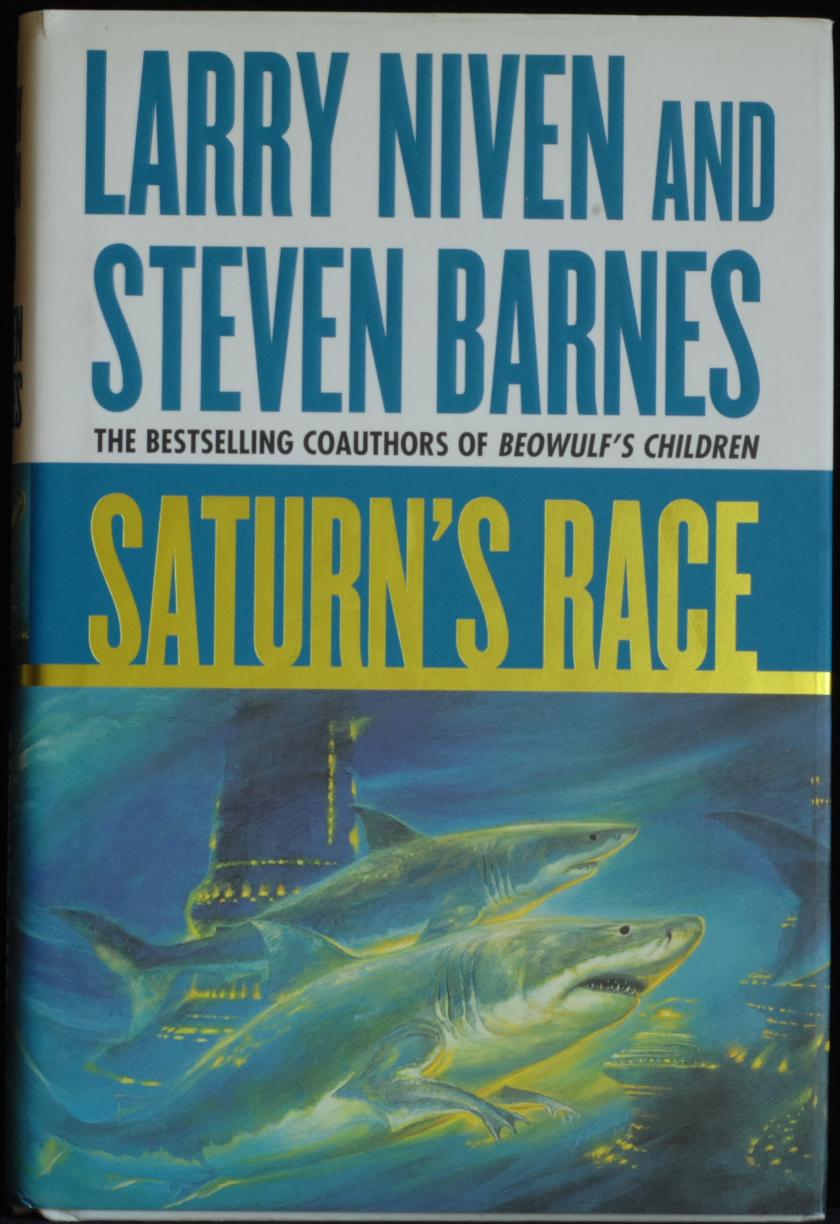 LARRY NIVEN AND
STEVEN BARNES
THE BESTSELLING COAUTHORS OF BEOWULF'S CHILDREN
SATURN'S RACE